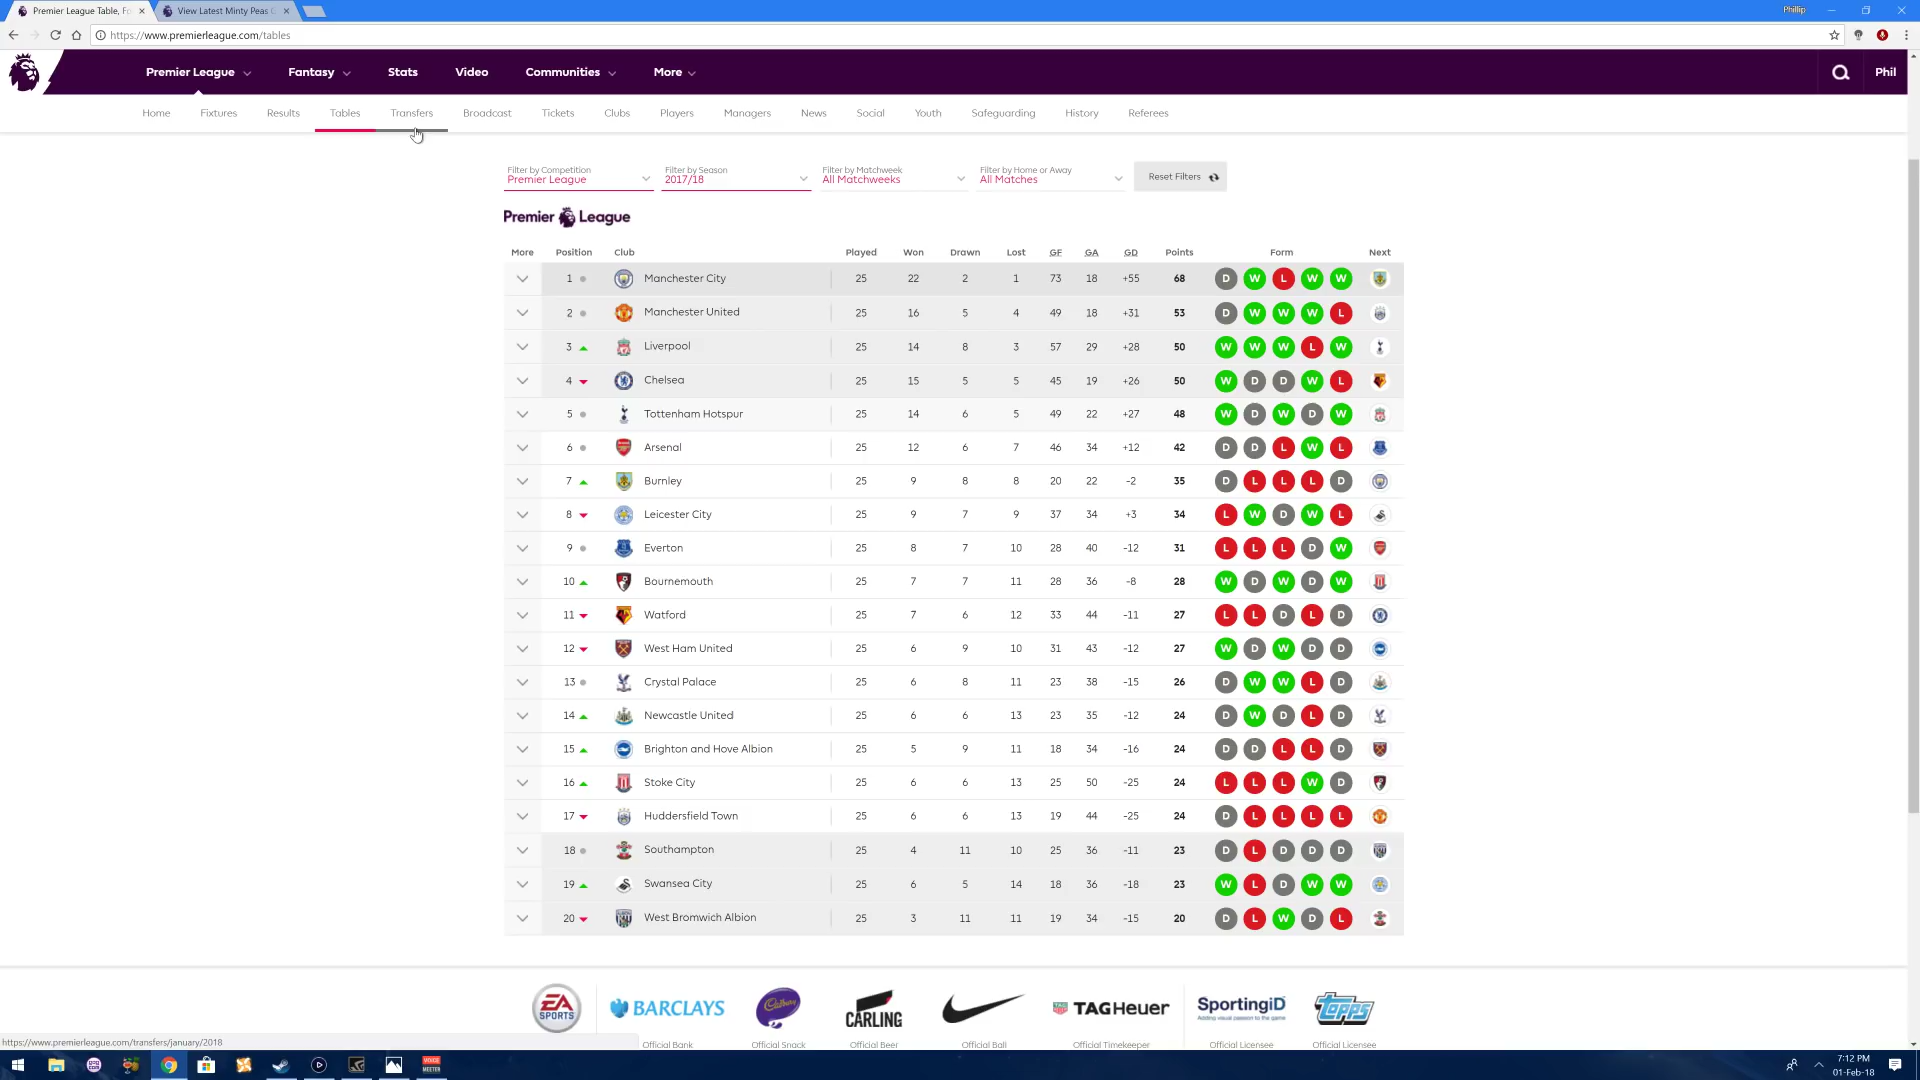 Premier League Table, Fo
View Latest Minty Peas G
Phillip
https://www.premierleague.com/tables
Premier League
Fantasy
Stats
Video
Communities
More
Phil
Home
Fixtures
Results
Tables
Transfers
Broadcast
Tickets
Clubs
Players
Managers
News
Social
Youth
Safeguarding
History
Referees
Filter by Competition
Premier League
Filter by Season
2017/18
Filter by Matchweek
All Matchweeks
Filter by Home or Away
All Matches
Reset Filters
Premier League
More Position Club Played Won Drawn Lost GF GA GD Points Form Next
1 Manchester City 25 22 2 1 73 18 +55 68 D W L W W
2 Manchester United 25 16 5 4 49 18 +31 53 D W W W L
3 Liverpool 25 14 8 3 57 29 +28 50 W W W L W
4 Chelsea 25 15 5 5 45 19 +26 50 W D D W L
5 Tottenham Hotspur 25 14 6 5 49 22 +27 48 W D W D W
6 Arsenal 25 12 6 7 46 34 +12 42 D D L W L
7 Burnley 25 9 8 8 20 22 -2 35 D L L L D
8 Leicester City 25 9 7 9 37 34 +3 34 L W D W L
9 Everton 25 8 7 10 28 40 -12 31 L L L D W
10 Bournemouth 25 7 7 11 28 36 -8 28 W D W D W
11 Watford 25 7 6 12 33 44 -11 27 L L D L D
12 West Ham United 25 6 9 10 31 43 -12 27 W D W D D
13 Crystal Palace 25 6 8 11 23 38 -15 26 D W W L D
14 Newcastle United 25 6 6 13 23 35 -12 24 D W D L D
15 Brighton and Hove Albion 25 5 9 11 18 34 -16 24 D D L L D
16 Stoke City 25 6 6 13 25 50 -25 24 L L L W D
17 Huddersfield Town 25 6 6 13 19 44 -25 24 D L L L L
18 Southampton 25 4 11 10 25 36 -11 23 D L D D D
19 Swansea City 25 6 5 14 18 36 -18 23 W L D W W
20 West Bromwich Albion 25 3 11 11 19 34 -15 20 D L W D L
EA SPORTS
BARCLAYS
Cadbury
CARLING
TAGHeuer
SportingiD
Adding visual passion to the game
Topps
Official Bank
Official Snack
Official Beer
Official Ball
Official Timekeeper
Official Licensee
Official Licensee
https://www.premierleague.com/transfers/january/2018
7:12 PM
01-Feb-18